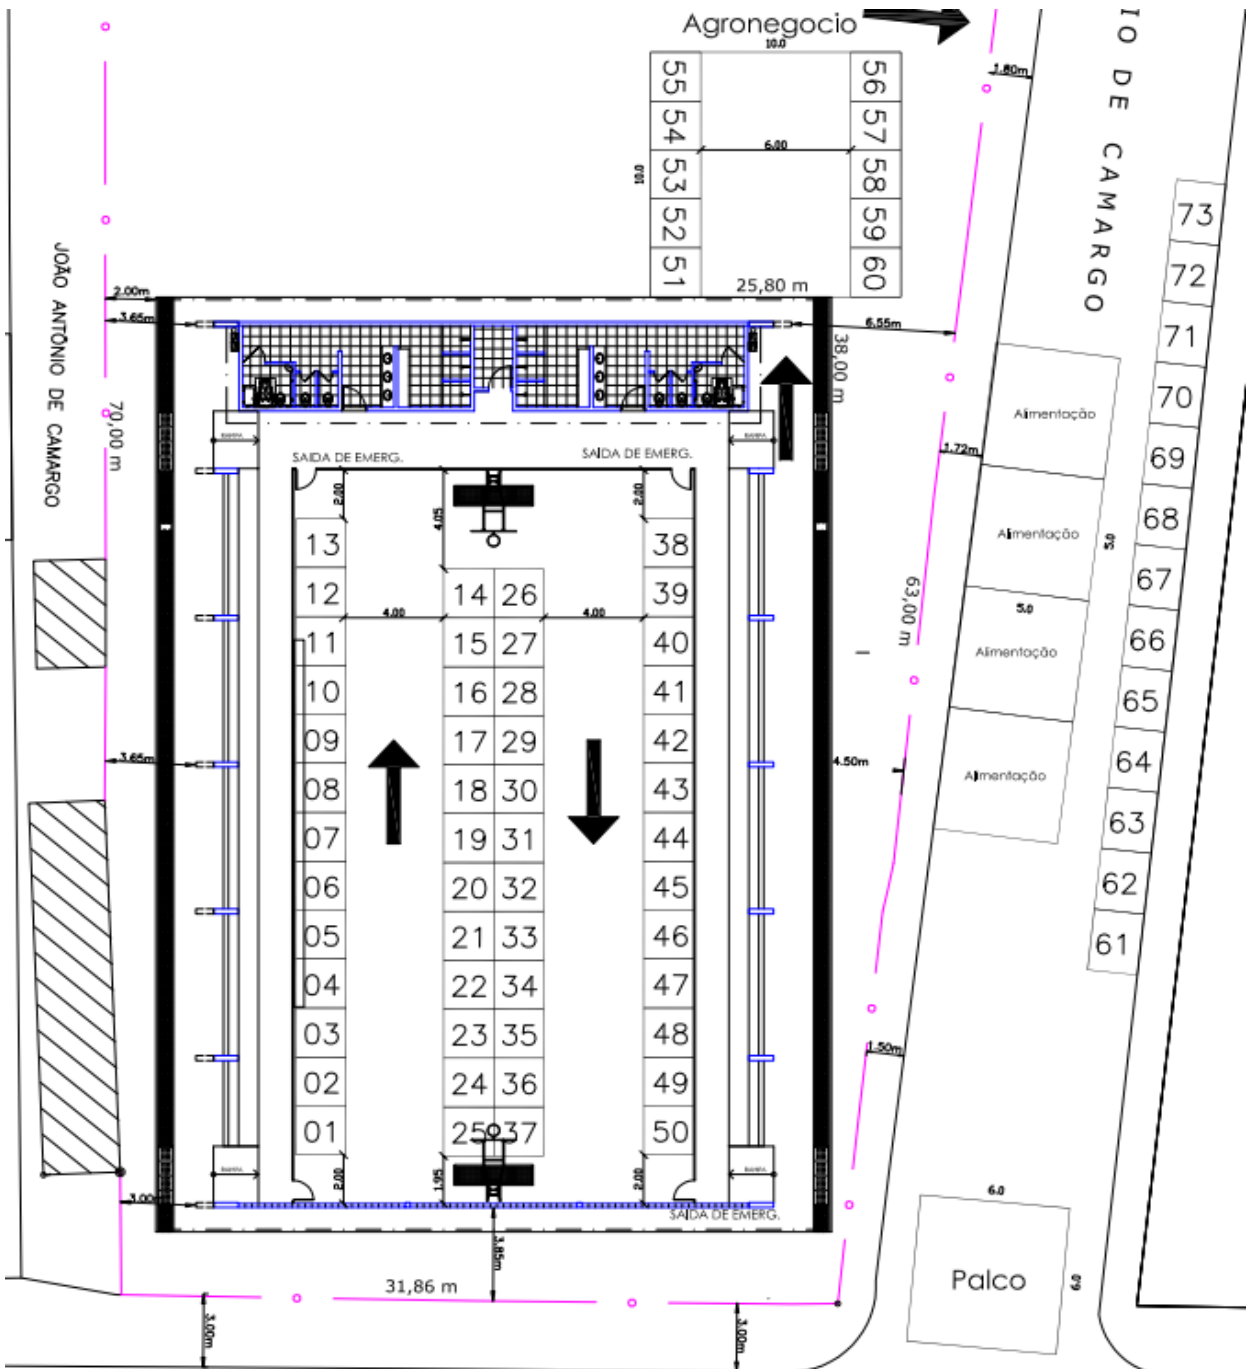 Agronegocio
10.0
55 56
54 57
6.00
53 58
10.0
52 59
51 60
1.80m
IO DE CAMARGO
73
72
71
70
69
68
67
66
65
64
63
62
61
JOÃO ANTÔNIO DE CAMARGO
70,00 m
2.00m
3.65m
25,80 m
6.55m
38,00 m
RAMPA
RAMPA
SAÍDA DE EMERG.
SAÍDA DE EMERG.
2.00
4.05
2.00
1.72m
Alimentação
Alimentação
5.0
5.0
Alimentação
Alimentação
63,00 m
13 38
12 14 26 39
4.00 4.00
11 15 27 40
10 16 28 41
09 17 29 42
3.65m
4.50m
08 18 30 43
07 19 31 44
06 20 32 45
05 21 33 46
04 22 34 47
03 23 35 48
02 24 36 49
01 25 37 50
1.50m
RAMPA
RAMPA
2.00
1.95
2.00
3.00m
SAÍDA DE EMERG.
3.85m
31,86 m
3.00m
3.00m
6.0
Palco
6.0